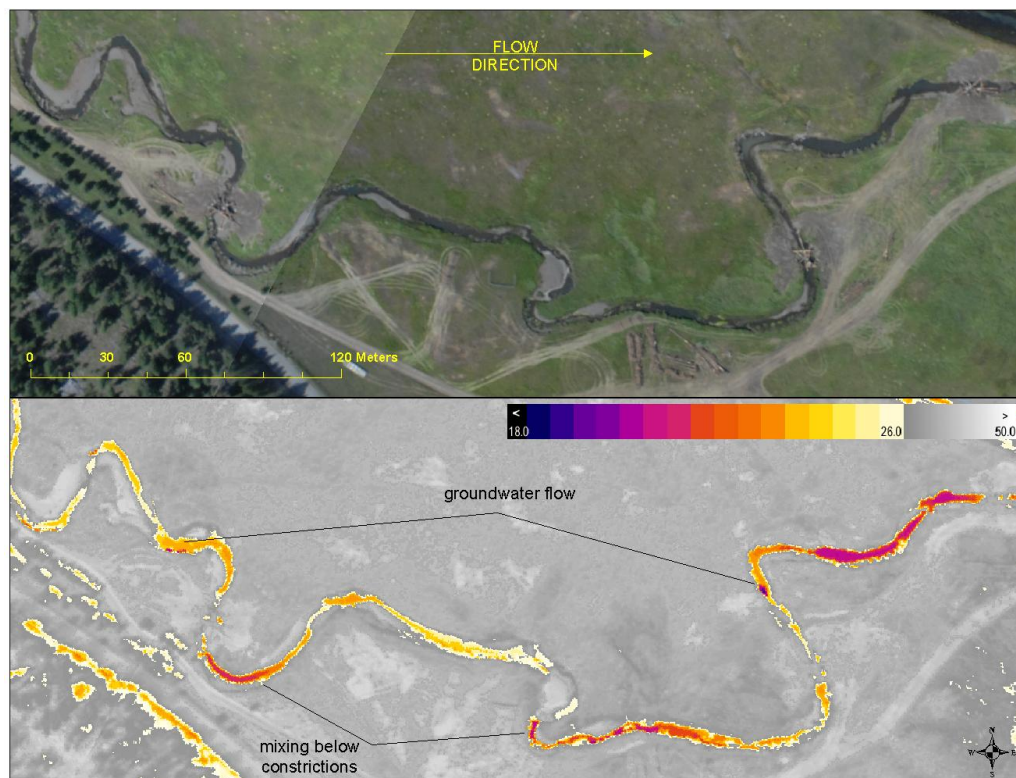 FLOW
DIRECTION
0 30 60 120 Meters
< >
18.0 26.0 50.0
groundwater flow
mixing below
constrictions
N
W E
S